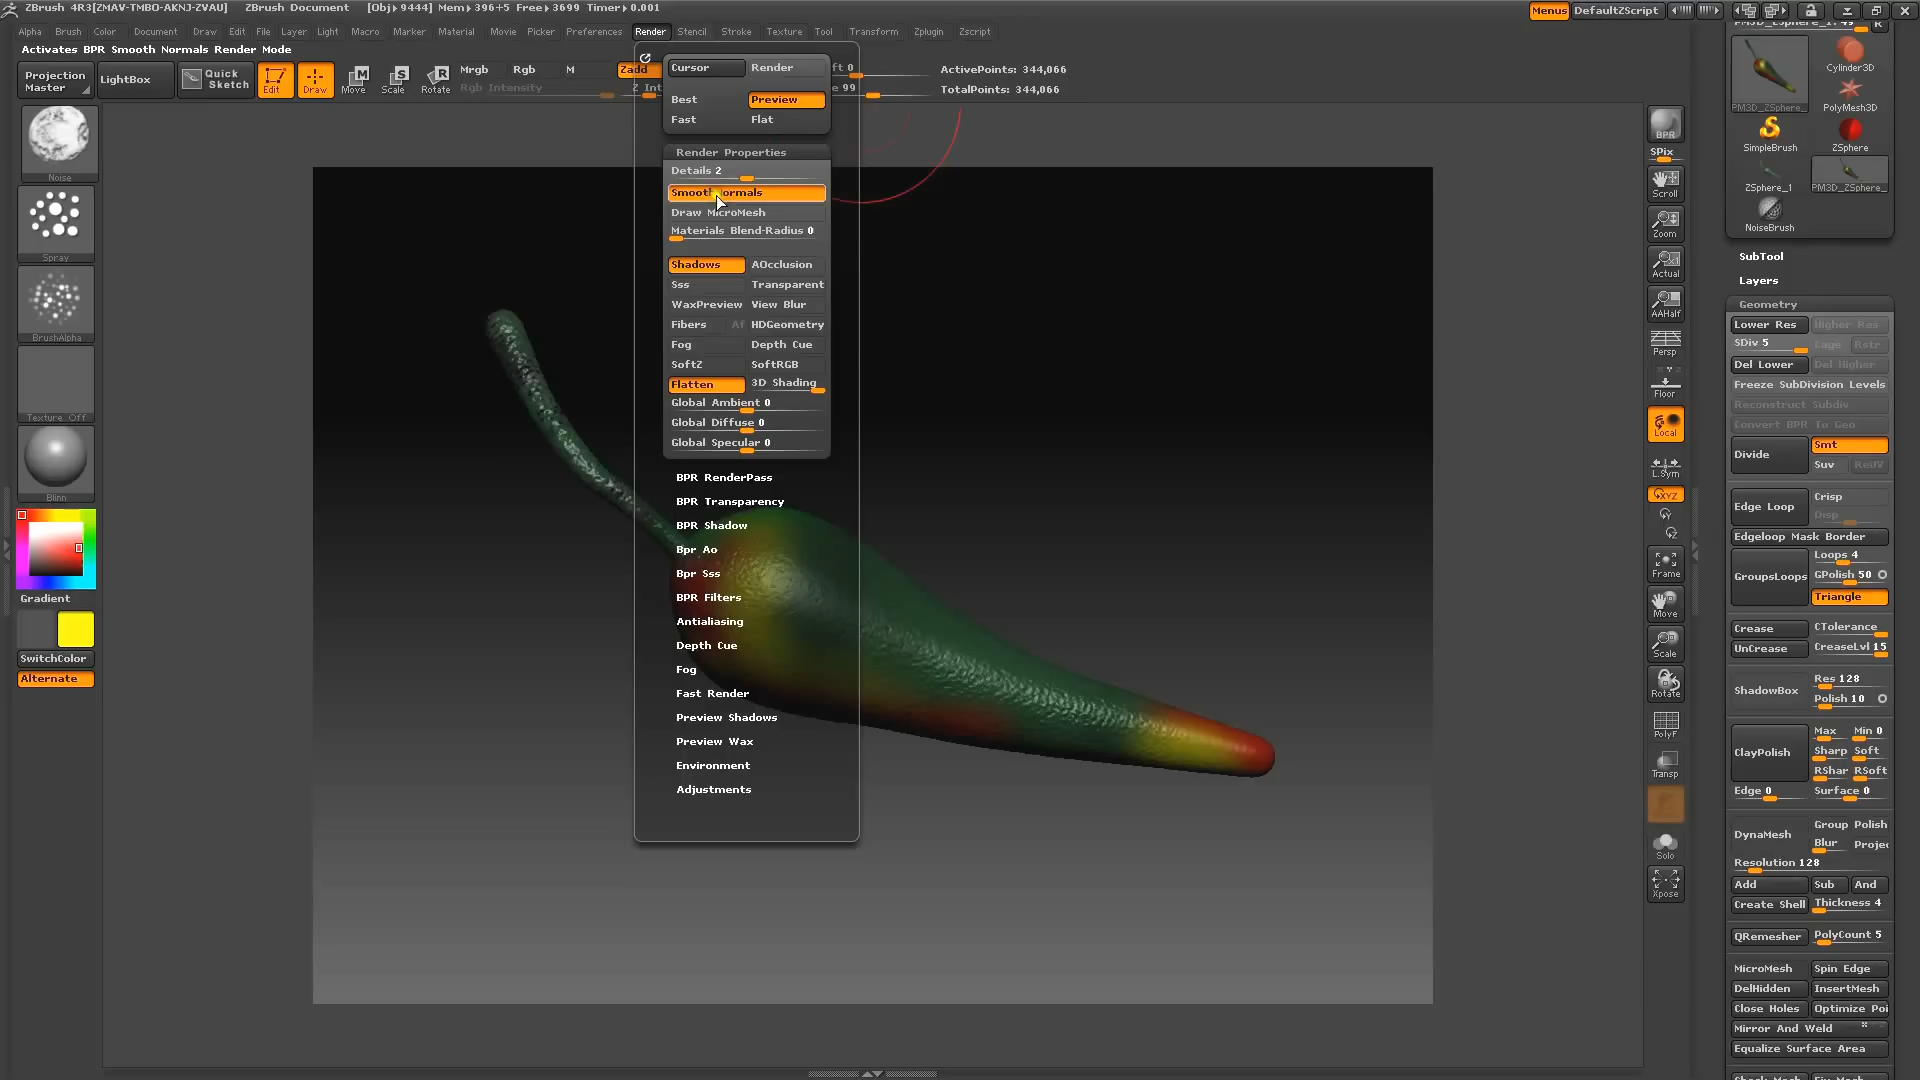 ZBrush 4R3[ZMAV-TMBO-AKNJ-ZVAU] ZBrush Document [Obj▸9444] Mem▸396+5 Free▸3699 Timer▸0.001 Menus DefaultZScript
Alpha Brush Color Document Draw Edit File Layer Light Macro Marker Material Movie Picker Preferences Render Stencil Stroke Texture Tool Transform Zplugin Zscript
Activates BPR Smooth Normals Render Mode
Projection Master
LightBox
Quick Sketch
Edit
Draw
Move
Scale
Rotate
Mrgb Rgb M Zadd
Rgb Intensity
ActivePoints: 344,066
TotalPoints: 344,066
Noise
Spray
BrushAlpha
Texture Off
Blinn
Gradient
SwitchColor
Alternate
Cursor Render
Best Preview
Fast Flat
Render Properties
Details 2
Draw MicroMesh
Materials Blend-Radius 0
Shadows AOcclusion
Sss Transparent
WaxPreview View Blur
Fibers Af HDGeometry
Fog Depth Cue
SoftZ SoftRGB
Flatten 3D Shading
Global Ambient 0
Global Diffuse 0
Global Specular 0
BPR RenderPass
BPR Transparency
BPR Shadow
Bpr Ao
Bpr Sss
BPR Filters
Antialiasing
Depth Cue
Fog
Fast Render
Preview Shadows
Preview Wax
Environment
Adjustments
BPR
SPix
Scroll
Zoom
Actual
AAHalf
Persp
Floor
Local
L.Sym
XYZ
Frame
Move
Scale
Rotate
PolyF
Transp
Solo
Xpose
R
PM3D_ZSphere_
Cylinder3D
PolyMesh3D
SimpleBrush
ZSphere
ZSphere_1
PM3D_ZSphere_
NoiseBrush
SubTool
Layers
Geometry
Lower Res Higher Res
SDiv 5 Cage Rstr
Del Lower Del Higher
Freeze SubDivision Levels
Reconstruct Subdiv
Convert BPR To Geo
Divide Smt
Suv ReUV
Edge Loop Crisp
Disp
Edgeloop Mask Border
GroupsLoops Loops 4
GPolish 50
Triangle
Crease CTolerance
UnCrease CreaseLvl 15
ShadowBox Res 128
Polish 10
ClayPolish Max Min 0
Sharp Soft
RShar RSoft
Edge 0 Surface 0
DynaMesh Group Polish
Blur Projec
Resolution 128
Add Sub And
Create Shell Thickness 4
QRemesher PolyCount 5
MicroMesh Spin Edge
DelHidden InsertMesh
Close Holes Optimize Poi
Mirror And Weld
Equalize Surface Area